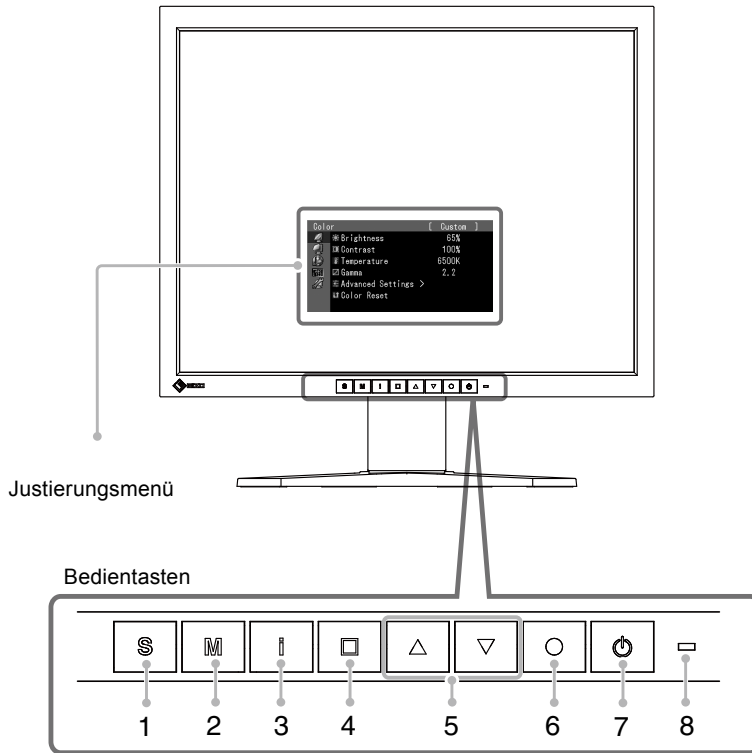 Color [ Custom ]
Brightness 65%
Contrast 100%
Temperature 6500K
Gamma 2.2
Advanced Settings >
Color Reset
S M i
Justierungsmenü
Bedientasten
S M i
1 2 3 4 5 6 7 8